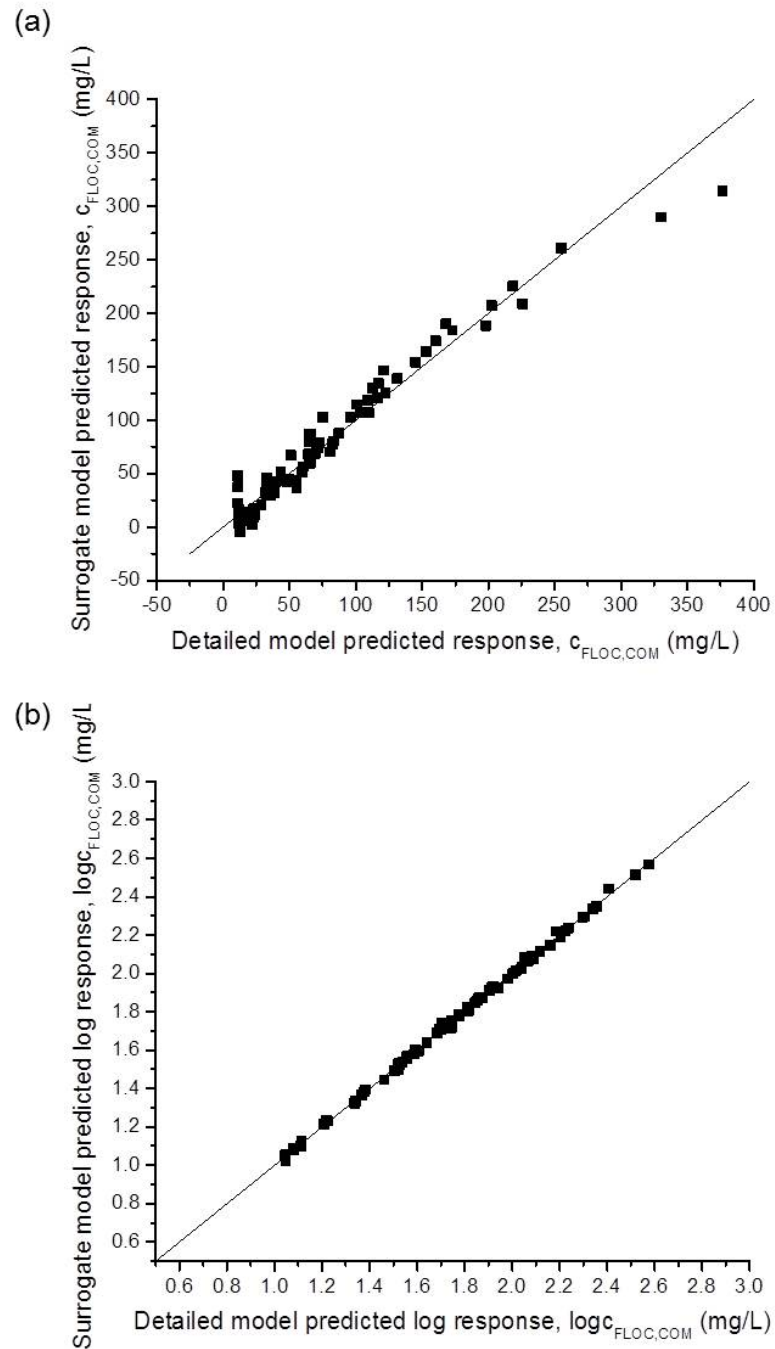 (a)
Surrogate model predicted response, cFLOC,COM (mg/L)
400
350
300
250
200
150
100
50
0
-50
-50 0 50 100 150 200 250 300 350 400
Detailed model predicted response, cFLOC,COM (mg/L)
(b)
Surrogate model predicted log response, logcFLOC,COM (mg/L)
3.0
2.8
2.6
2.4
2.2
2.0
1.8
1.6
1.4
1.2
1.0
0.8
0.6
0.6 0.8 1.0 1.2 1.4 1.6 1.8 2.0 2.2 2.4 2.6 2.8 3.0
Detailed model predicted log response, logcFLOC,COM (mg/L)